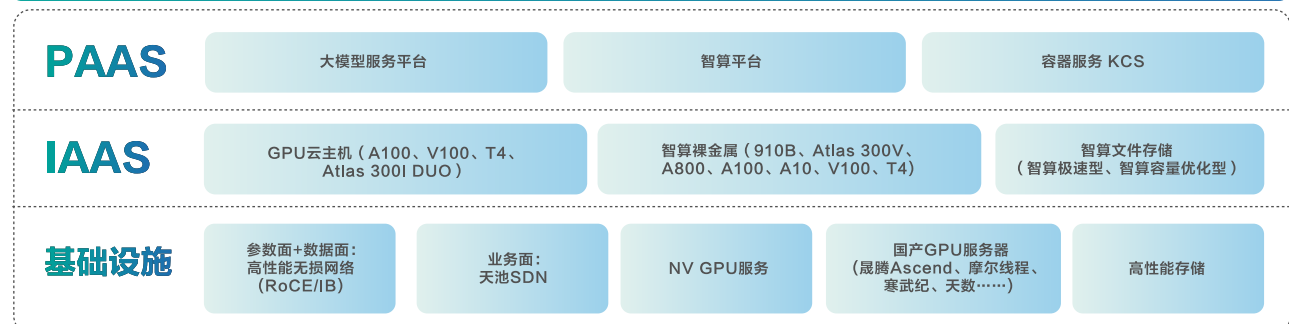 PAAS
大模型服务平台
智算平台
容器服务 KCS
IAAS
GPU云主机（A100、V100、T4、
Atlas 300I DUO）
智算裸金属（910B、Atlas 300V、
A800、A100、A10、V100、T4）
智算文件存储
（智算极速型、智算容量优化型）
基础设施
参数面+数据面：
高性能无损网络
（RoCE/IB）
业务面：
天池SDN
NV GPU服务
国产GPU服务器
（晟腾Ascend、摩尔线程、
寒武纪、天数……）
高性能存储